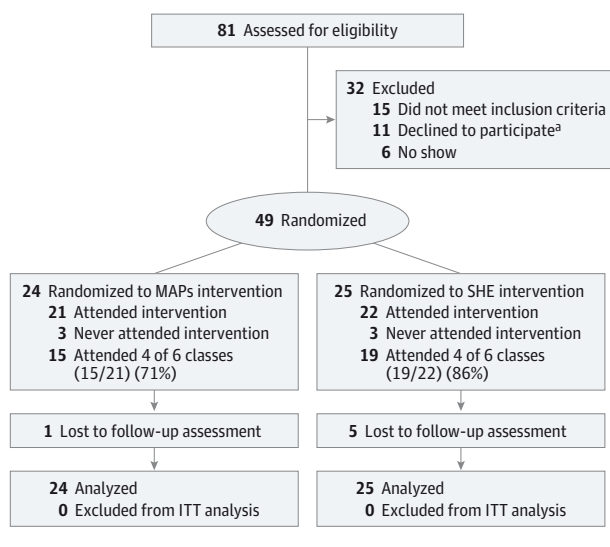 81 Assessed for eligibility
32 Excluded
15 Did not meet inclusion criteria
11 Declined to participateᵃ
6 No show
49 Randomized
24 Randomized to MAPs intervention
21 Attended intervention
3 Never attended intervention
15 Attended 4 of 6 classes
(15/21) (71%)
25 Randomized to SHE intervention
22 Attended intervention
3 Never attended intervention
19 Attended 4 of 6 classes
(19/22) (86%)
1 Lost to follow-up assessment
5 Lost to follow-up assessment
24 Analyzed
0 Excluded from ITT analysis
25 Analyzed
0 Excluded from ITT analysis